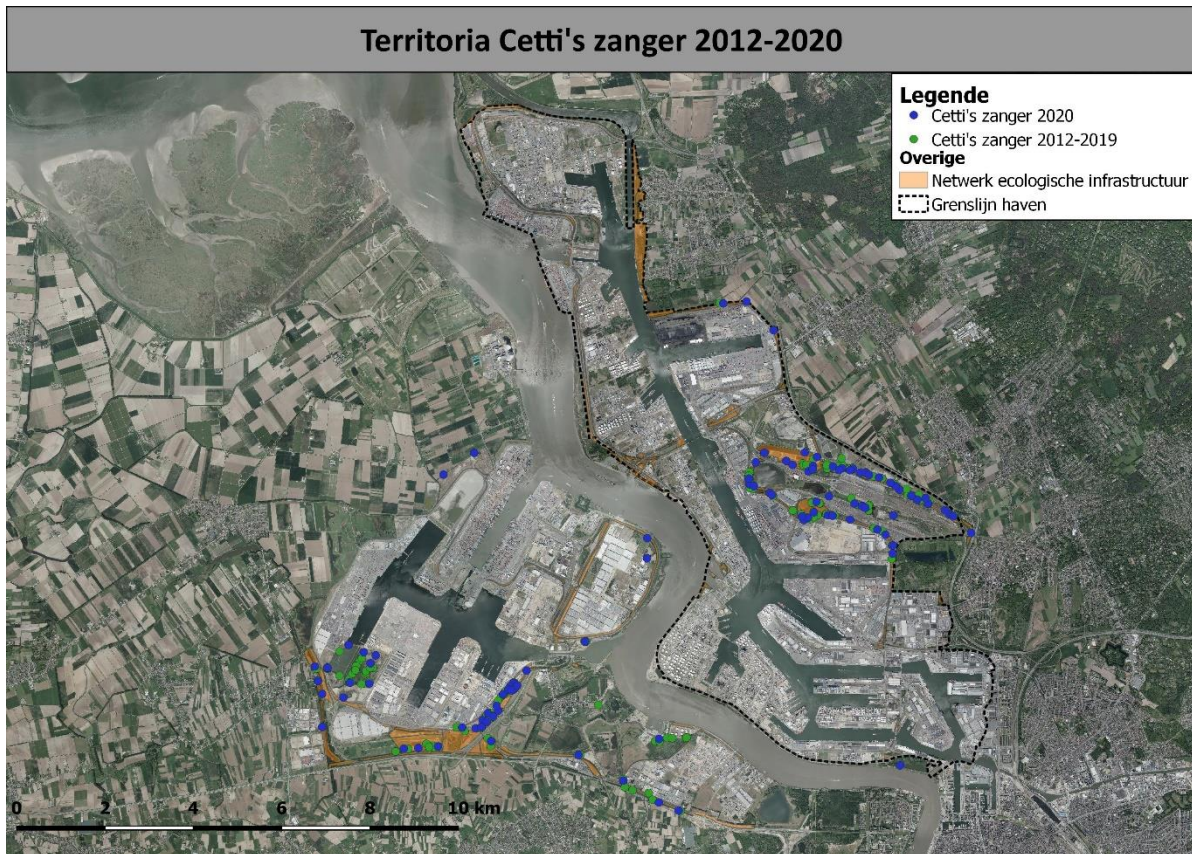 Territoria Cetti's zanger 2012-2020
Legende
Cetti's zanger 2020
Cetti's zanger 2012-2019
Overige
Netwerk ecologische infrastructuur
Grenslijn haven
0 2 4 6 8 10 km